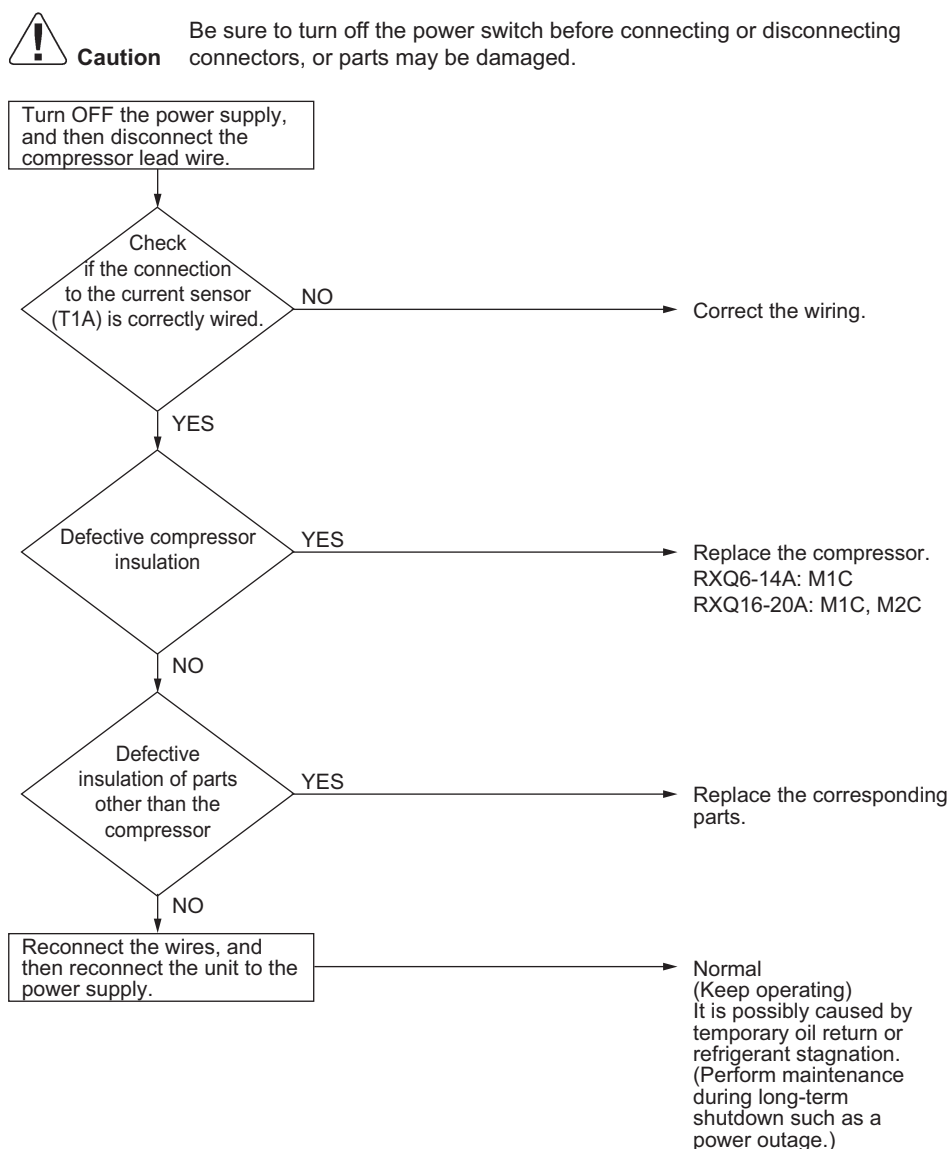 Be sure to turn off the power switch before connecting or disconnecting
Caution connectors, or parts may be damaged.
Turn OFF the power supply,
and then disconnect the
compressor lead wire.
Check
if the connection
to the current sensor
(T1A) is correctly wired.
NO
Correct the wiring.
YES
Defective compressor
insulation
YES
Replace the compressor.
RXQ6-14A: M1C
RXQ16-20A: M1C, M2C
NO
Defective
insulation of parts
other than the
compressor
YES
Replace the corresponding
parts.
NO
Reconnect the wires, and
then reconnect the unit to the
power supply.
Normal
(Keep operating)
It is possibly caused by
temporary oil return or
refrigerant stagnation.
(Perform maintenance
during long-term
shutdown such as a
power outage.)